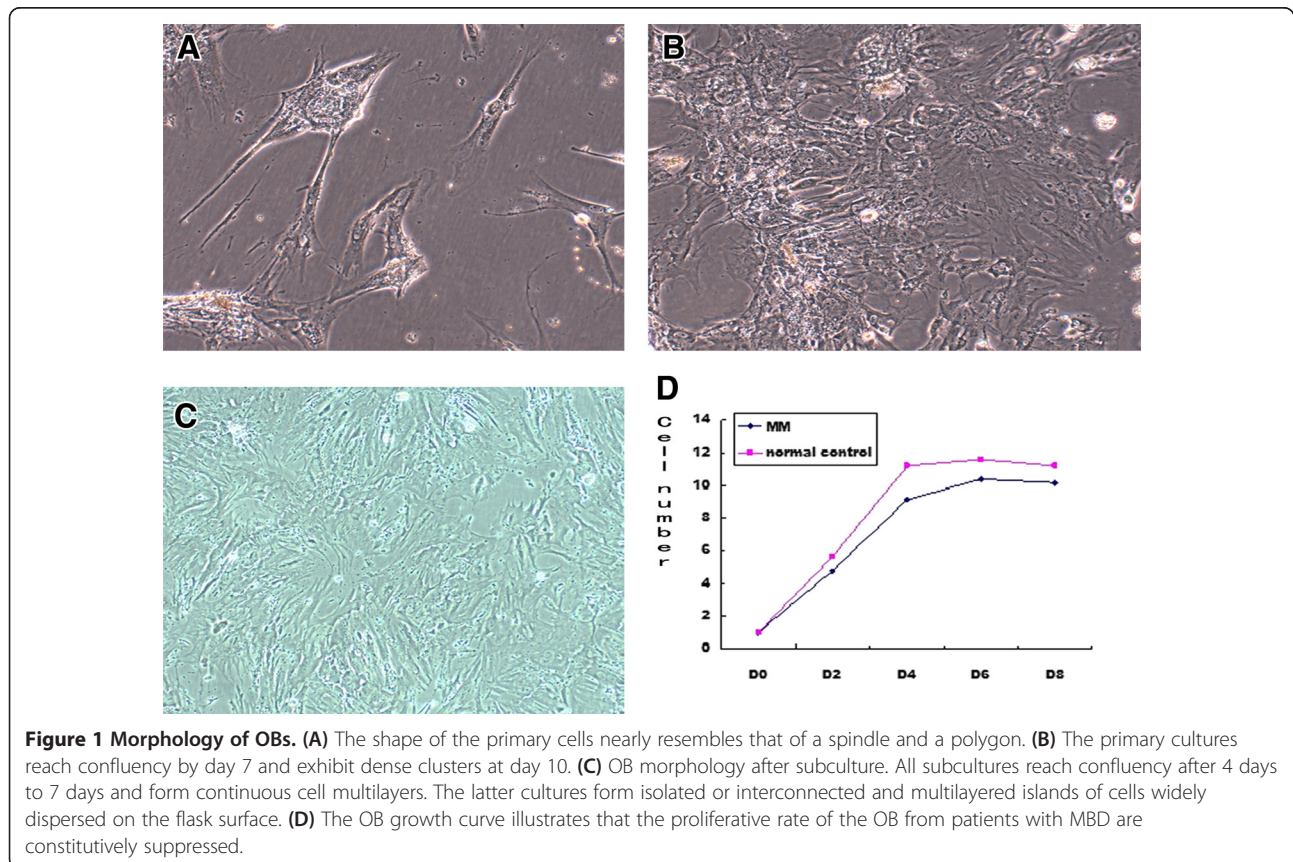 A
B
C
D
Cell number
14
12
10
8
6
4
2
0
MM
normal control
D0 D2 D4 D6 D8
Figure 1 Morphology of OBs. (A) The shape of the primary cells nearly resembles that of a spindle and a polygon. (B) The primary cultures
reach confluency by day 7 and exhibit dense clusters at day 10. (C) OB morphology after subculture. All subcultures reach confluency after 4 days
to 7 days and form continuous cell multilayers. The latter cultures form isolated or interconnected and multilayered islands of cells widely
dispersed on the flask surface. (D) The OB growth curve illustrates that the proliferative rate of the OB from patients with MBD are
constitutively suppressed.